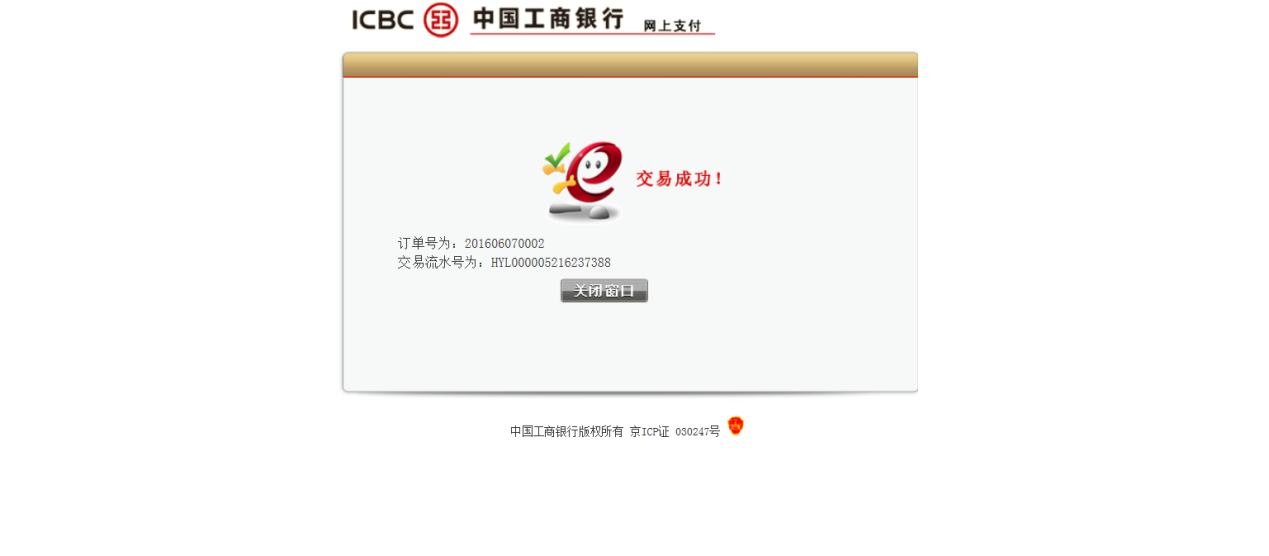 ICBC 中国工商银行 网上支付
交易成功！
订单号为：201606070002
交易流水号为：HYL000005216237388
关闭窗口
中国工商银行版权所有 京ICP证 030247号